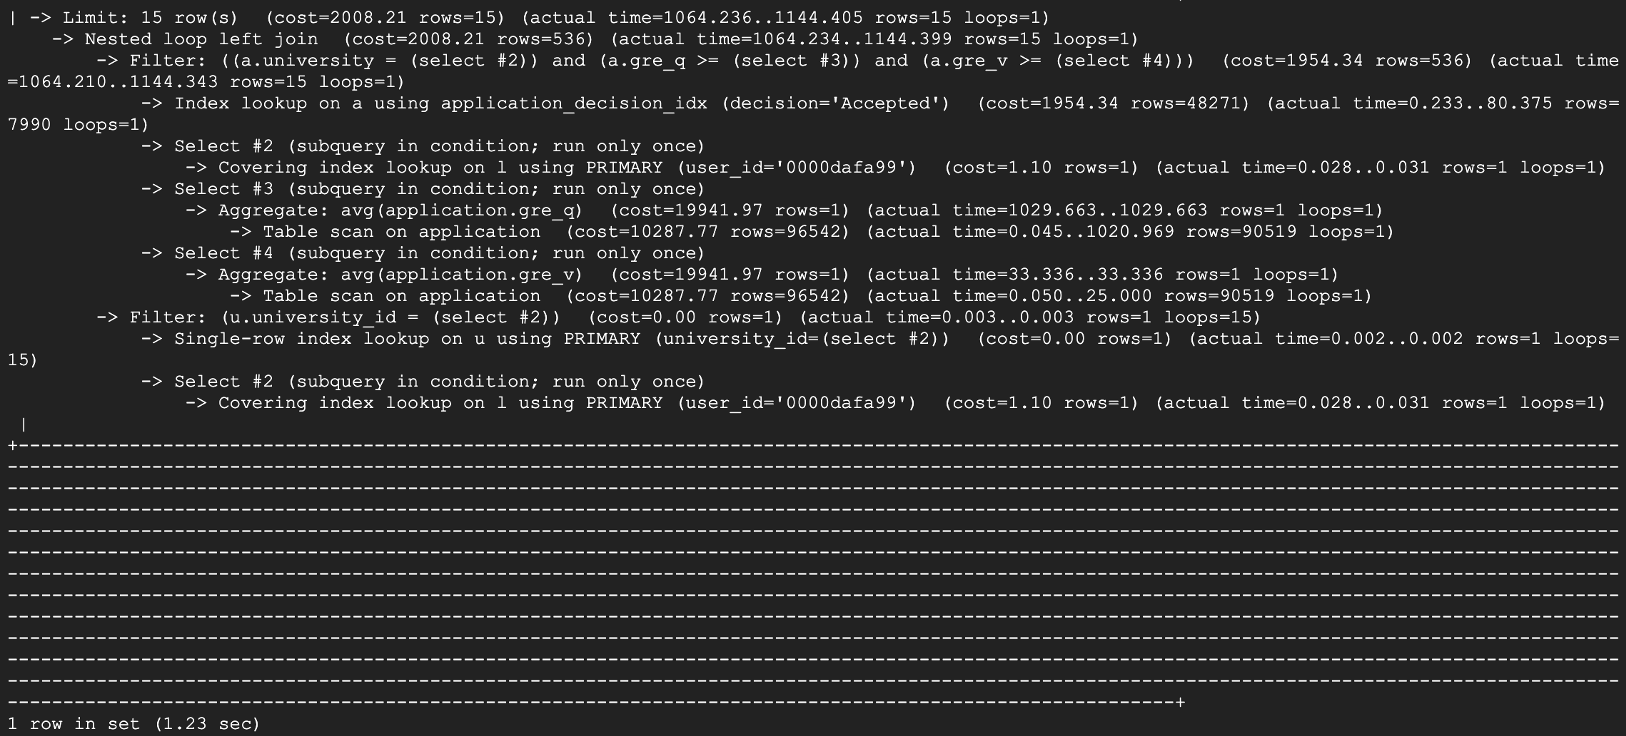 | -> Limit: 15 row(s)  (cost=2008.21 rows=15) (actual time=1064.236..1144.405 rows=15 loops=1)
    -> Nested loop left join  (cost=2008.21 rows=536) (actual time=1064.234..1144.399 rows=15 loops=1)
        -> Filter: ((a.university = (select #2)) and (a.gre_q >= (select #3)) and (a.gre_v >= (select #4)))  (cost=1954.34 rows=536) (actual time
=1064.210..1144.343 rows=15 loops=1)
            -> Index lookup on a using application_decision_idx (decision='Accepted')  (cost=1954.34 rows=48271) (actual time=0.233..80.375 rows=
7990 loops=1)
            -> Select #2 (subquery in condition; run only once)
                -> Covering index lookup on l using PRIMARY (user_id='0000dafa99')  (cost=1.10 rows=1) (actual time=0.028..0.031 rows=1 loops=1)
            -> Select #3 (subquery in condition; run only once)
                -> Aggregate: avg(application.gre_q)  (cost=19941.97 rows=1) (actual time=1029.663..1029.663 rows=1 loops=1)
                    -> Table scan on application  (cost=10287.77 rows=96542) (actual time=0.045..1020.969 rows=90519 loops=1)
            -> Select #4 (subquery in condition; run only once)
                -> Aggregate: avg(application.gre_v)  (cost=19941.97 rows=1) (actual time=33.336..33.336 rows=1 loops=1)
                    -> Table scan on application  (cost=10287.77 rows=96542) (actual time=0.050..25.000 rows=90519 loops=1)
        -> Filter: (u.university_id = (select #2))  (cost=0.00 rows=1) (actual time=0.003..0.003 rows=1 loops=15)
            -> Single-row index lookup on u using PRIMARY (university_id=(select #2))  (cost=0.00 rows=1) (actual time=0.002..0.002 rows=1 loops=
15)
            -> Select #2 (subquery in condition; run only once)
                -> Covering index lookup on l using PRIMARY (user_id='0000dafa99')  (cost=1.10 rows=1) (actual time=0.028..0.031 rows=1 loops=1)
 |
1 row in set (1.23 sec)